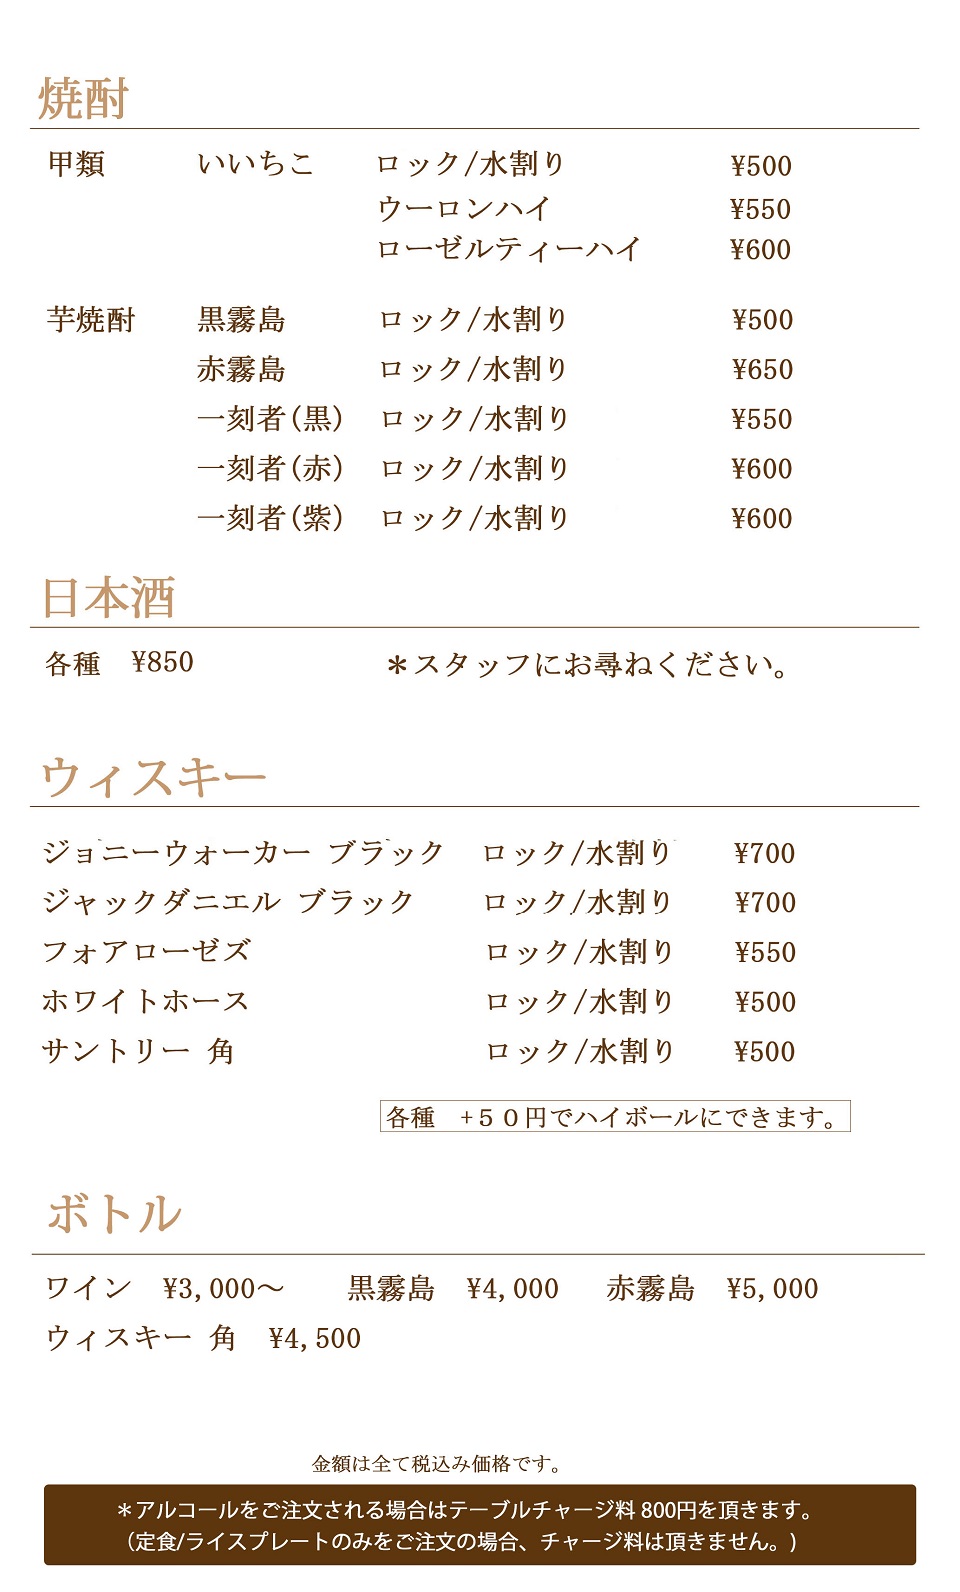 焼酎
甲類 いいちこ ロック/水割り ¥500
ウーロンハイ ¥550
ローゼルティーハイ ¥600
芋焼酎 黒霧島 ロック/水割り ¥500
赤霧島 ロック/水割り ¥650
一刻者(黒) ロック/水割り ¥550
一刻者(赤) ロック/水割り ¥600
一刻者(紫) ロック/水割り ¥600
日本酒
各種 ¥850 ＊スタッフにお尋ねください。
ウィスキー
ジョニーウォーカー ブラック ロック/水割り ¥700
ジャックダニエル ブラック ロック/水割り ¥700
フォアローゼズ ロック/水割り ¥550
ホワイトホース ロック/水割り ¥500
サントリー 角 ロック/水割り ¥500
各種　+５０円でハイボールにできます。
ボトル
ワイン ¥3,000〜 黒霧島 ¥4,000 赤霧島 ¥5,000
ウィスキー 角 ¥4,500
金額は全て税込み価格です。
＊アルコールをご注文される場合はテーブルチャージ料 800円を頂きます。
（定食/ライスプレートのみをご注文の場合、チャージ料は頂きません。）